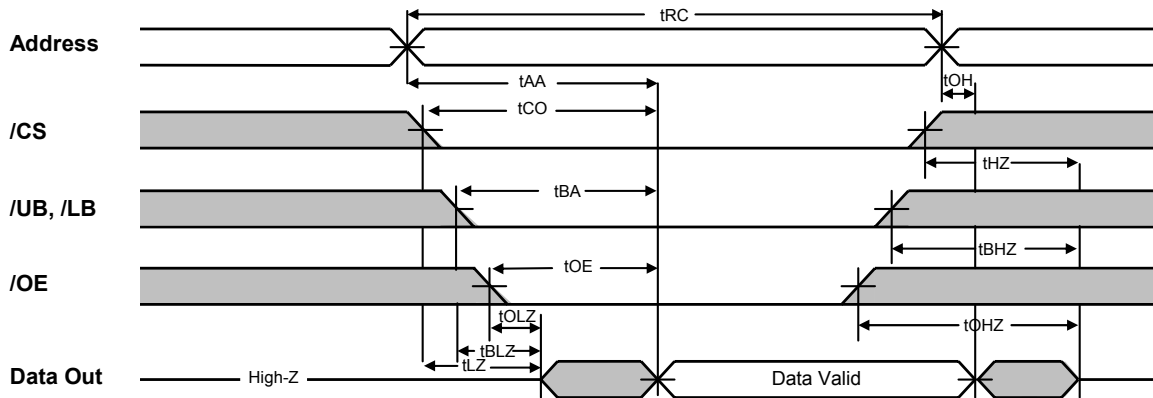 tRC
Address
tAA
tOH
tCO
/CS
tHZ
tBA
/UB, /LB
tBHZ
tOE
/OE
tOLZ
tOHZ
tBLZ
tLZ
Data Out
High-Z
Data Valid